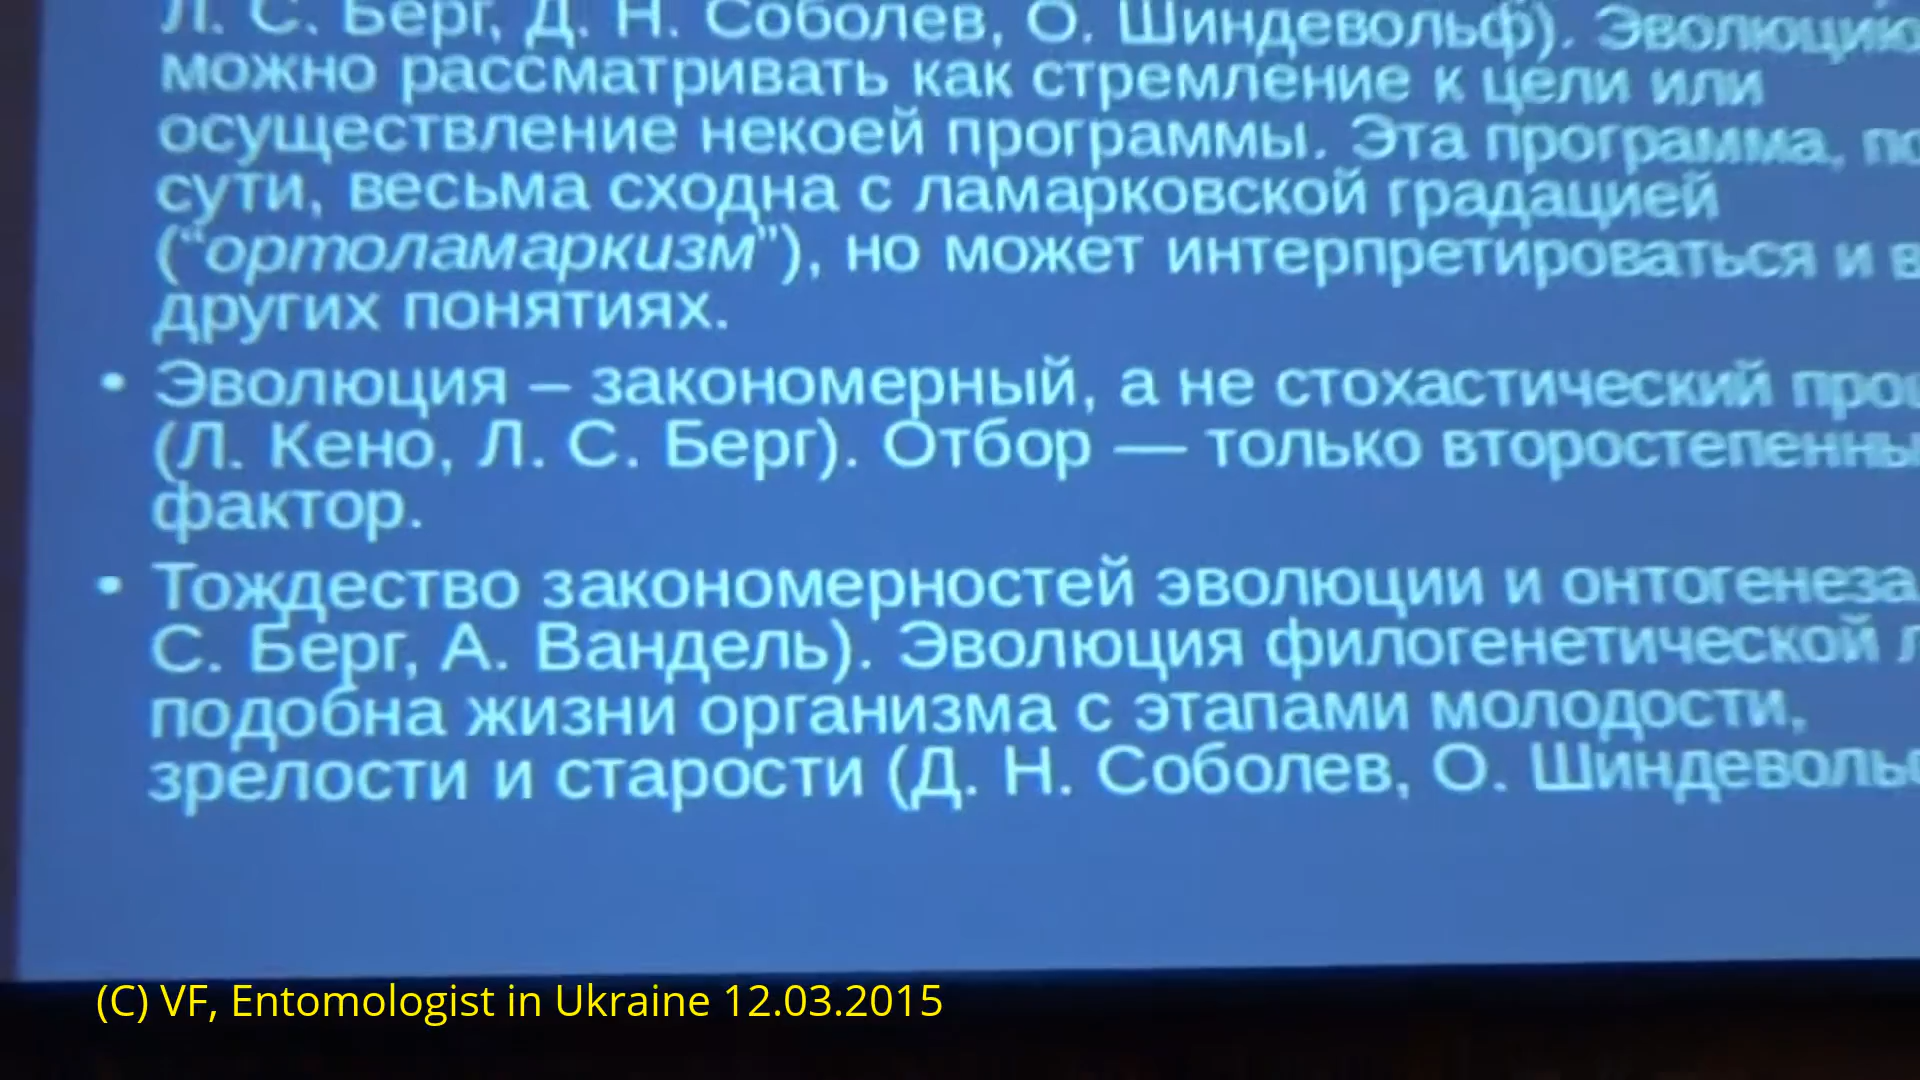 Л. С. Берг, Д. Н. Соболев, О. Шиндевольф). Эволюцию
можно рассматривать как стремление к цели или
осуществление некоей программы. Эта программа, по
сути, весьма сходна с ламарковской градацией
(“ортоламаркизм”), но может интерпретироваться и в
других понятиях.
• Эволюция – закономерный, а не стохастический
(Л. Кено, Л. С. Берг). Отбор — только второстепенны
фактор.
• Тождество закономерностей эволюции и онтогенеза
С. Берг, А. Вандель). Эволюция филогенетической
подобна жизни организма с этапами молодости,
зрелости и старости (Д. Н. Соболев, О. Шиндевольф
(C) VF, Entomologist in Ukraine 12.03.2015